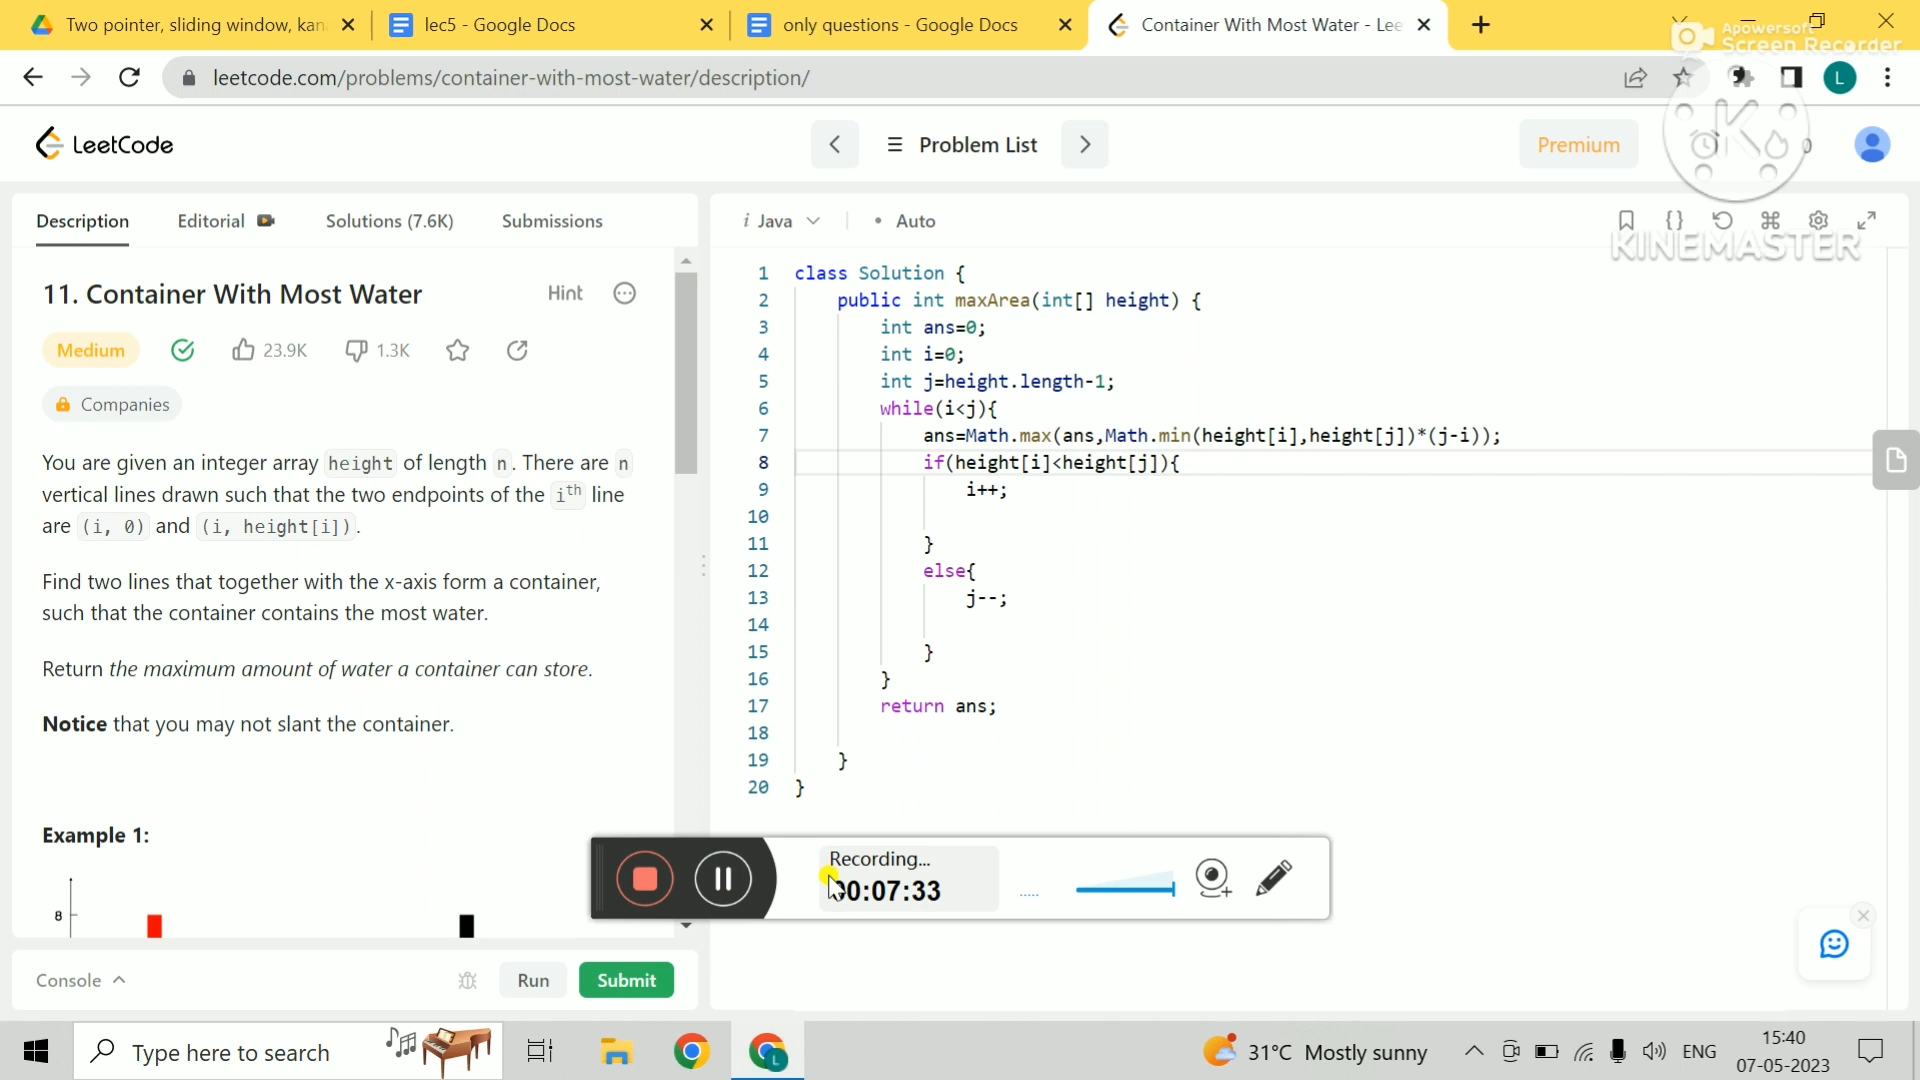 Two pointer, sliding window, kan
lec5 - Google Docs
only questions - Google Docs
Container With Most Water - Lee
Apowersoft
Screen Recorder
leetcode.com/problems/container-with-most-water/description/
L
LeetCode
Problem List
Premium
0
K
KINEMASTER
Description
Editorial
Solutions (7.6K)
Submissions
i Java
• Auto
11. Container With Most Water
Hint
Medium
23.9K
1.3K
Companies
You are given an integer array height of length n. There are n
vertical lines drawn such that the two endpoints of the ith line
are (i, 0) and (i, height[i]).
Find two lines that together with the x-axis form a container,
such that the container contains the most water.
Return the maximum amount of water a container can store.
Notice that you may not slant the container.
Example 1:
8
1 class Solution {
2 public int maxArea(int[] height) {
3 int ans=0;
4 int i=0;
5 int j=height.length-1;
6 while(i<j){
7 ans=Math.max(ans,Math.min(height[i],height[j])*(j-i));
8 if(height[i]<height[j]){
9 i++;
10
11 }
12 else{
13 j--;
14
15 }
16 }
17 return ans;
18
19 }
20 }
Recording...
00:07:33
Console
Run
Submit
Type here to search
L
31°C Mostly sunny
ENG
15:40
07-05-2023